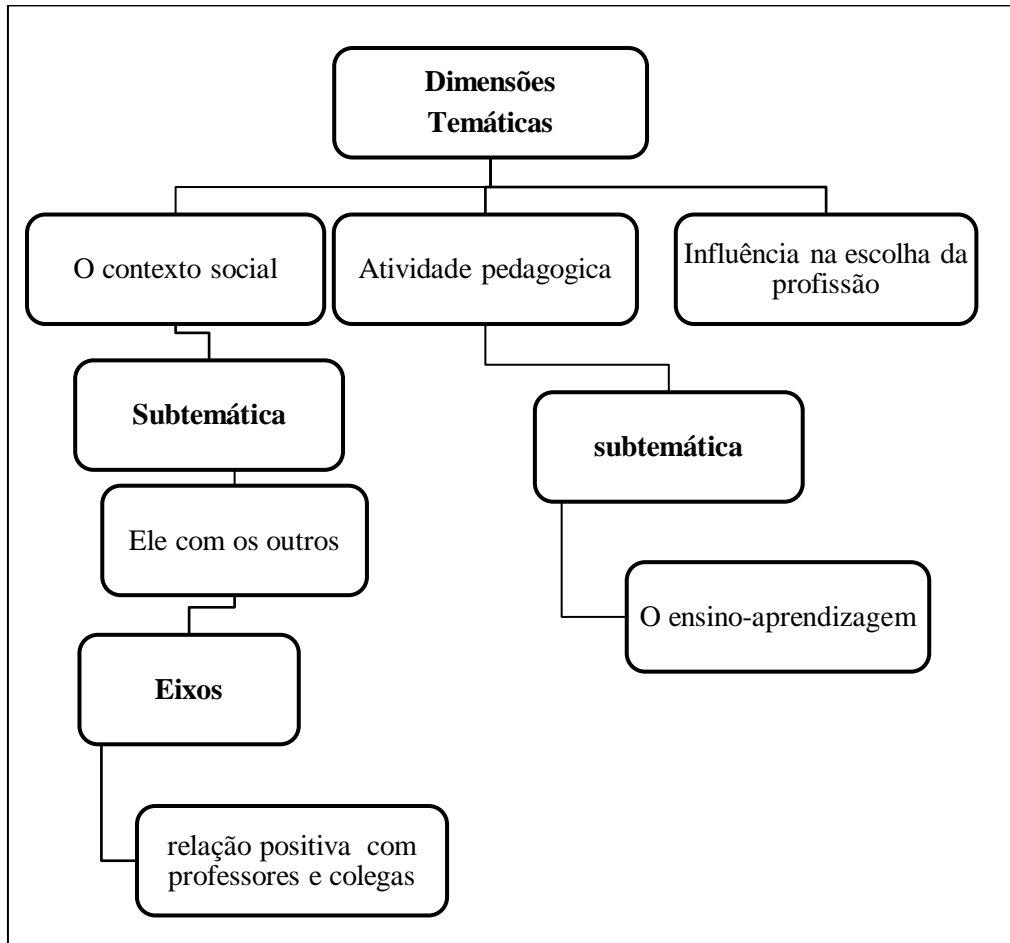 Dimensões
Temáticas
O contexto social
Atividade pedagogica
Influência na escolha da
profissão
Subtemática
subtemática
Ele com os outros
O ensino-aprendizagem
Eixos
relação positiva com
professores e colegas